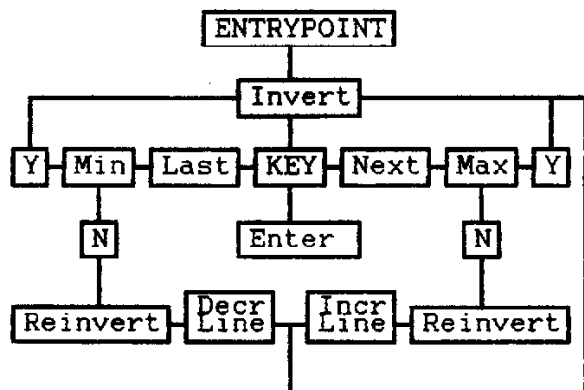 ENTRYPOINT
Invert
Y Min Last KEY Next Max Y
N Enter N
Reinvert Decr Line Incr Line Reinvert